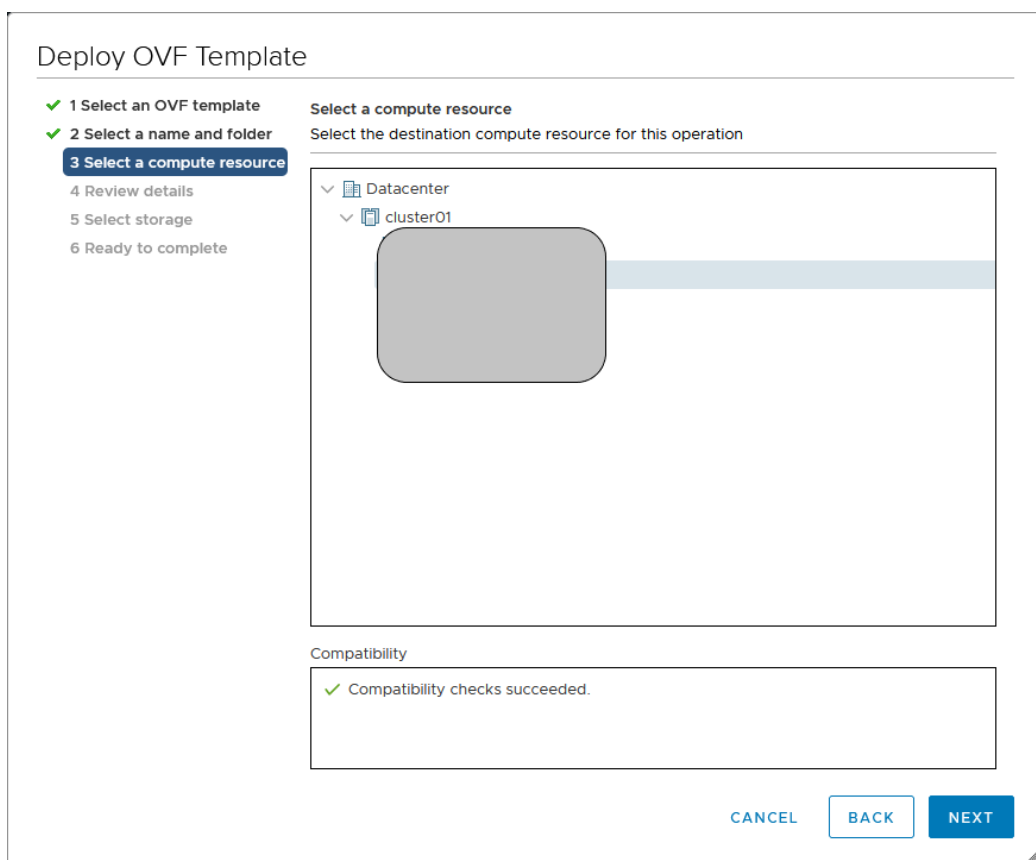 Deploy OVF Template
1 Select an OVF template
2 Select a name and folder
3 Select a compute resource
4 Review details
5 Select storage
6 Ready to complete
Select a compute resource
Select the destination compute resource for this operation
Datacenter
cluster01
Compatibility
Compatibility checks succeeded.
CANCEL
BACK
NEXT